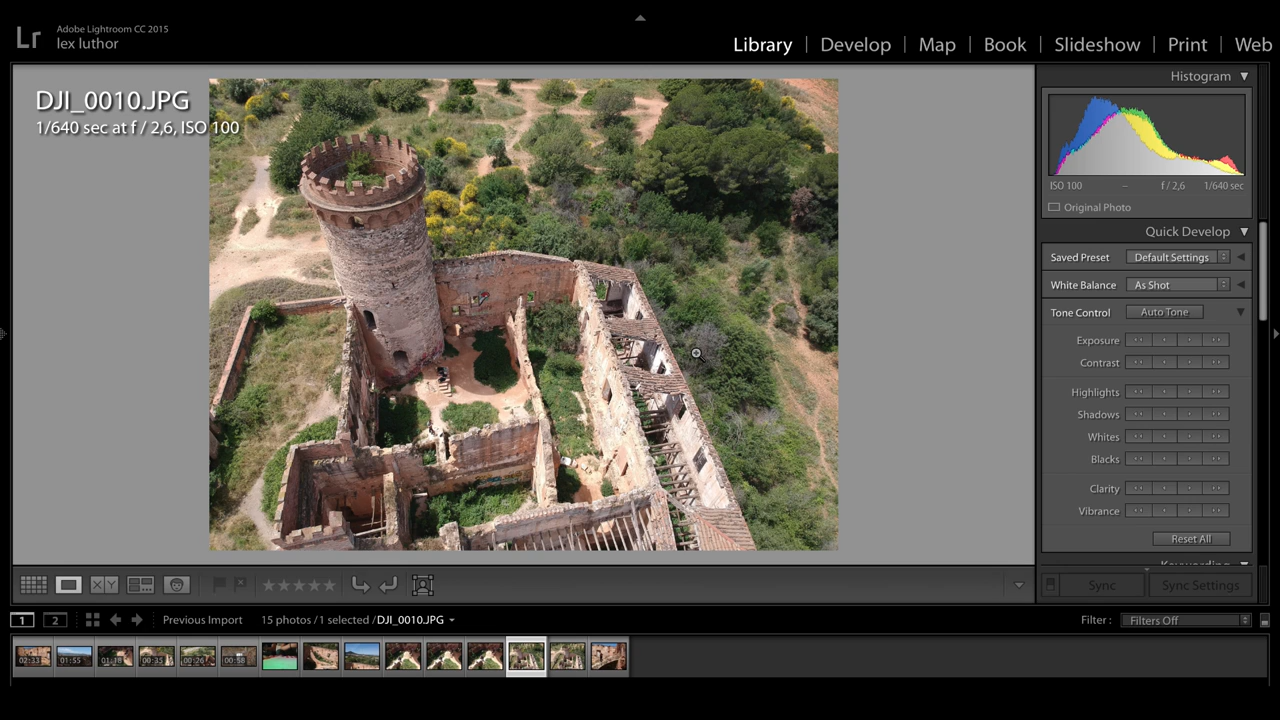 Lr
Adobe Lightroom CC 2015
lex luthor
Library | Develop | Map | Book | Slideshow | Print | Web
DJI_0010.JPG
1/640 sec at f / 2,6, ISO 100
Histogram
ISO 100 – f / 2,6 1/640 sec
Original Photo
Quick Develop
Saved Preset Default Settings
White Balance As Shot
Tone Control Auto Tone
Exposure
Contrast
Highlights
Shadows
Whites
Blacks
Clarity
Vibrance
Reset All
Keywording
Sync Sync Settings
X Y
1 2 Previous Import 15 photos / 1 selected / DJI_0010.JPG Filter : Filters Off
02:33 01:55 01:18 00:35 00:26 00:58